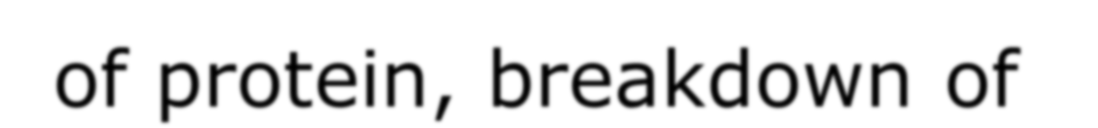 of protein, breakdown of